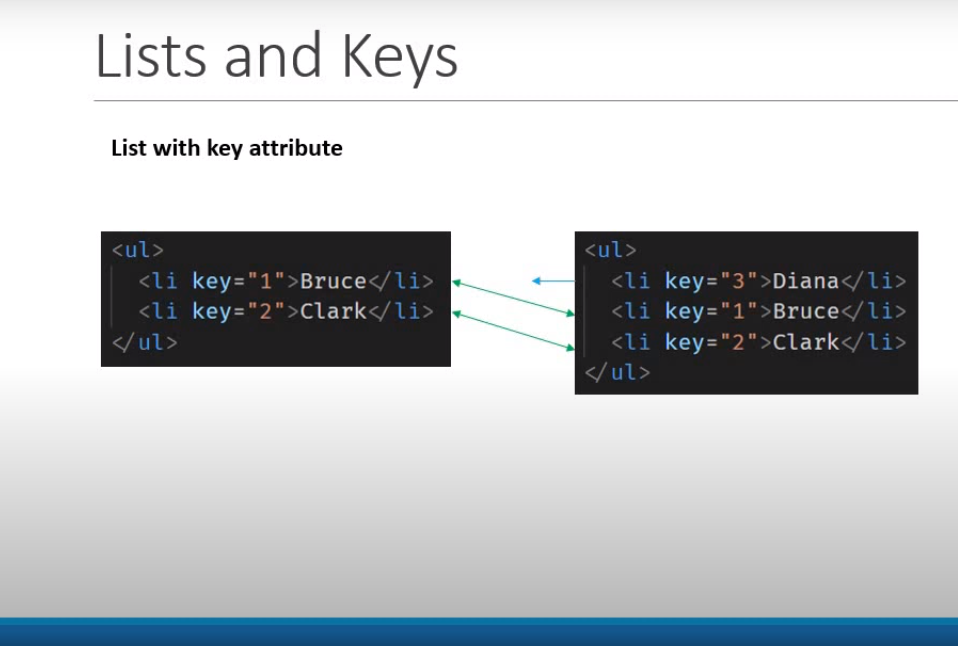 Lists and Keys
List with key attribute
<ul>
<li key="1">Bruce</li>
<li key="2">Clark</li>
</ul>
<ul>
<li key="3">Diana</li>
<li key="1">Bruce</li>
<li key="2">Clark</li>
</ul>